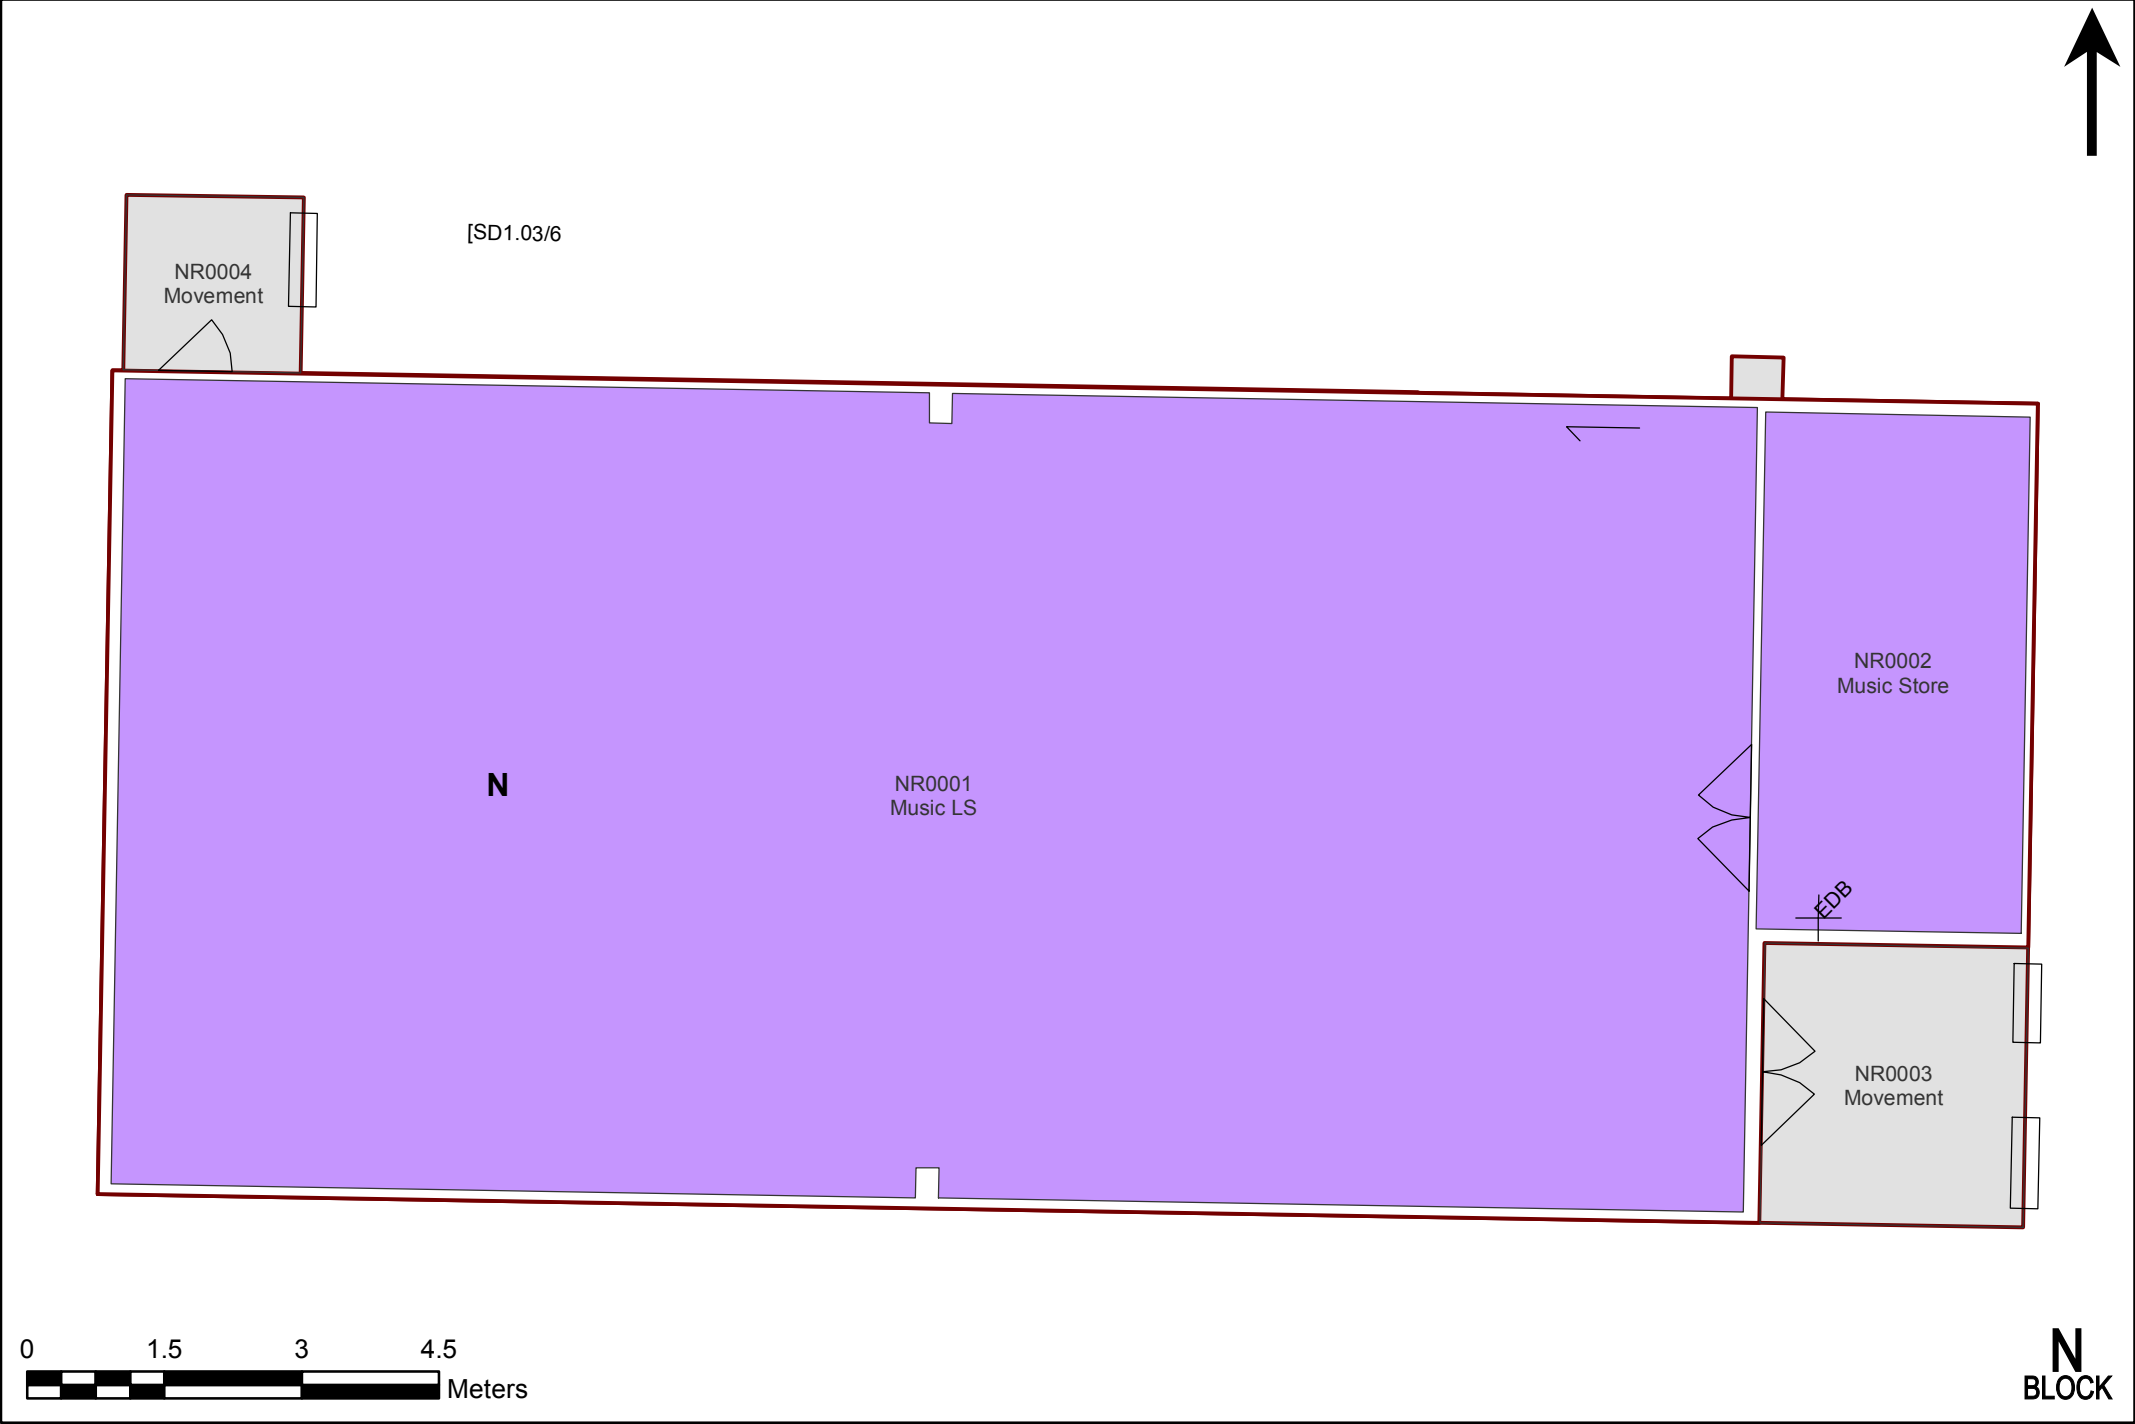 [SD1.03/6
NR0004
Movement
NR0002
Music Store
N
NR0001
Music LS
EDB
NR0003
Movement
0 1.5 3 4.5
Meters
N
BLOCK